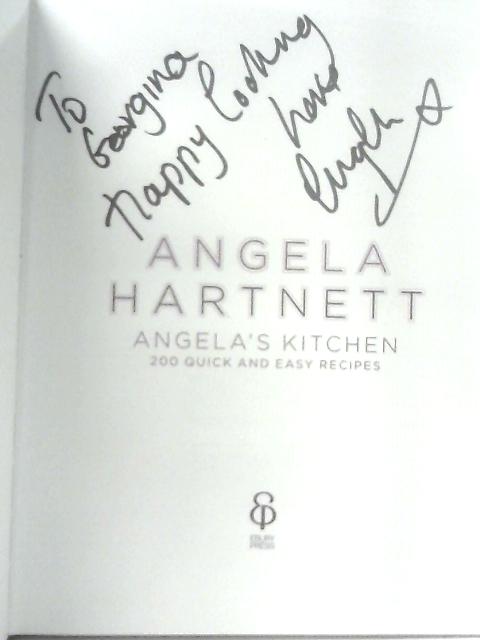 To
Georgina
Happy Cooking
Love
Angela x
ANGELA
HARTNETT
ANGELA'S KITCHEN
200 QUICK AND EASY RECIPES
EBURY
PRESS